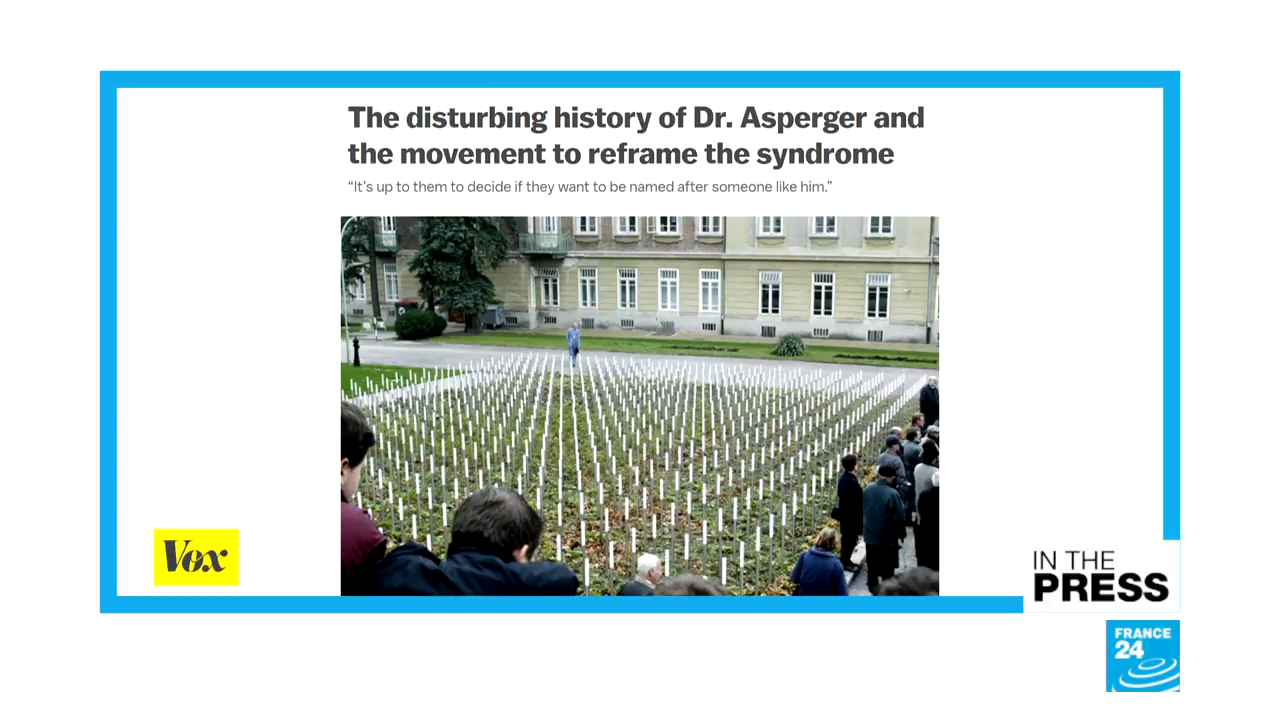 The disturbing history of Dr. Asperger and
the movement to reframe the syndrome
“It’s up to them to decide if they want to be named after someone like him.”
Vox
IN THE
PRESS
FRANCE
24